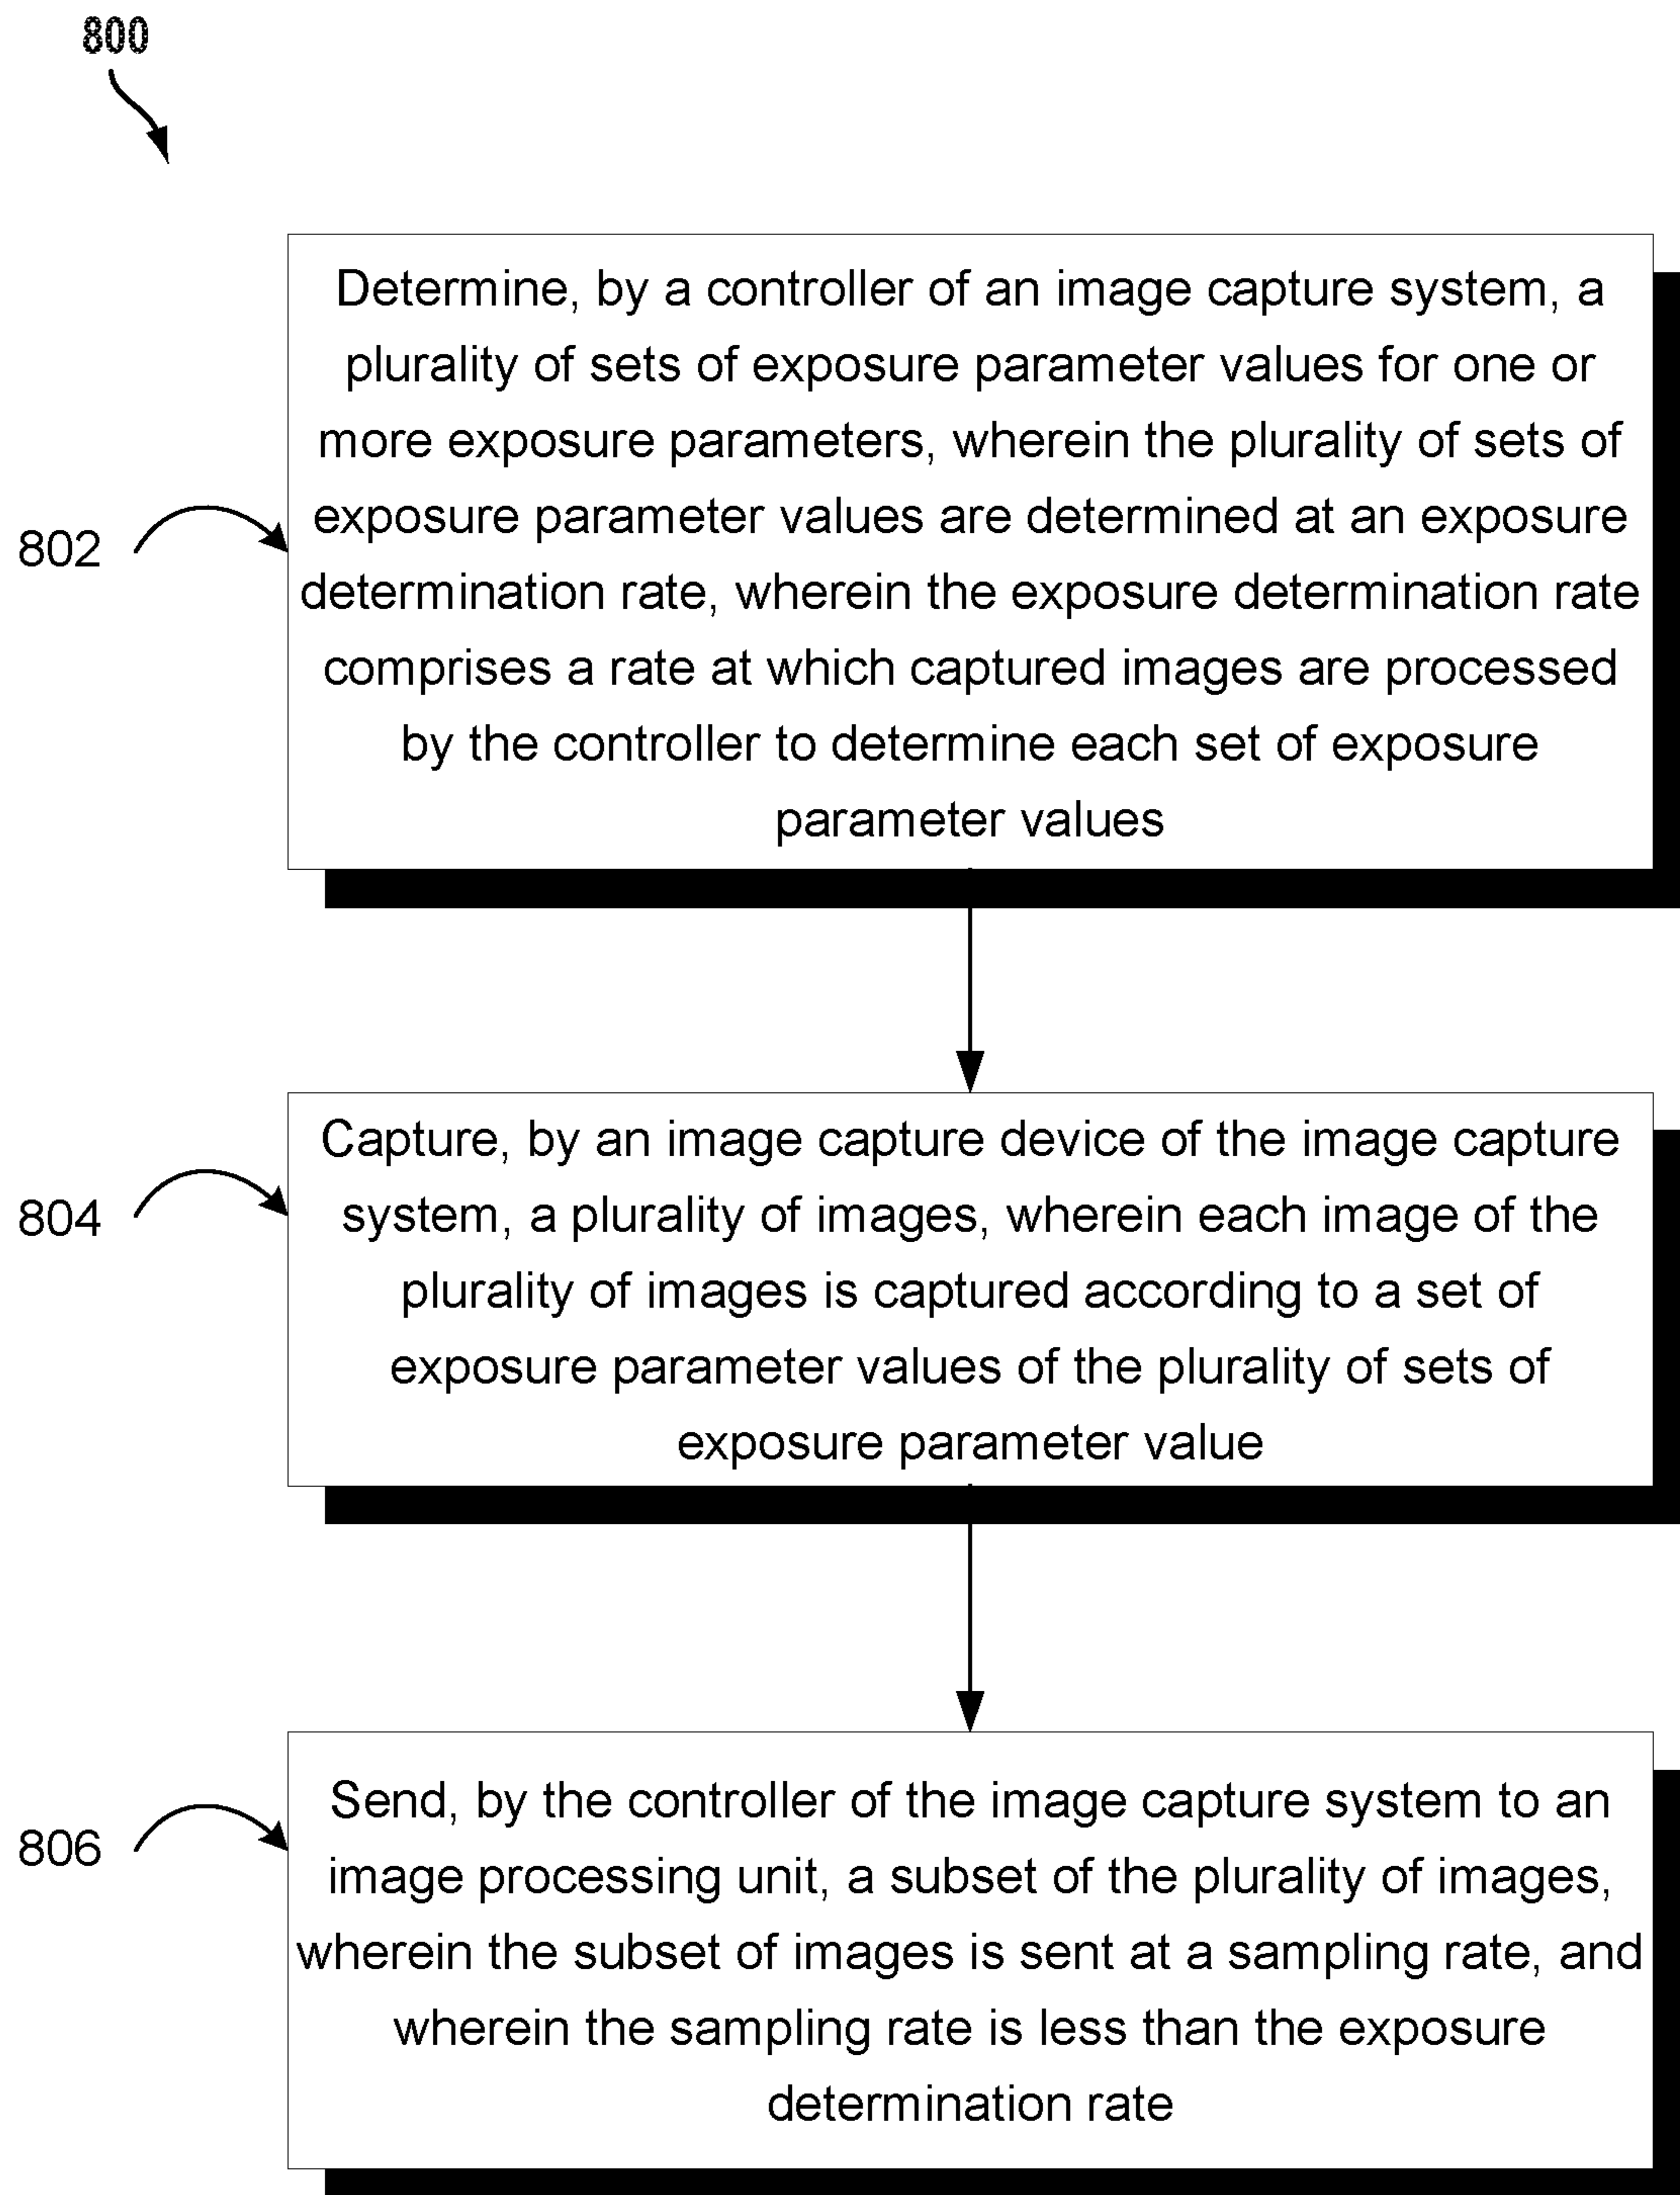 800
Determine, by a controller of an image capture system, a
plurality of sets of exposure parameter values for one or
more exposure parameters, wherein the plurality of sets of
exposure parameter values are determined at an exposure
802
determination rate, wherein the exposure determination rate
comprises a rate at which captured images are processed
by the controller to determine each set of exposure
parameter values
Capture, by an image capture device of the image capture
804
system, a plurality of images, wherein each image of the
plurality of images is captured according to a set of
exposure parameter values of the plurality of sets of
exposure parameter value
Send, by the controller of the image capture system to an
806
image processing unit, a subset of the plurality of images,
wherein the subset of images is sent at a sampling rate, and
wherein the sampling rate is less than the exposure
determination rate